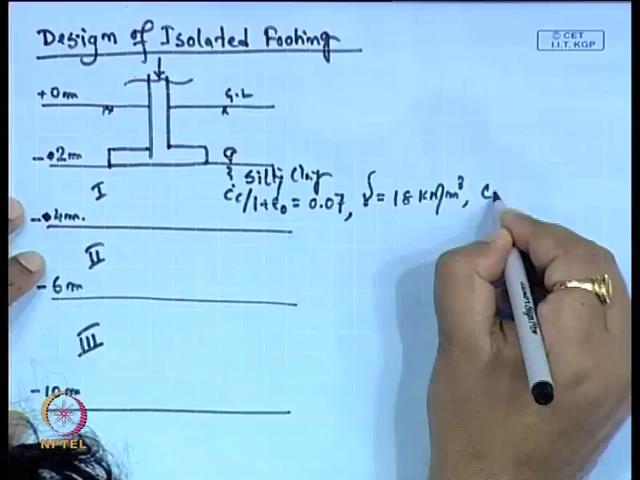 Design of Isolated Footing
© CET
I.I.T. KGP
+0m
G.L
-2m
Silty Clay
I
Cc/1+e0 = 0.07, γ = 18 kN/m³, C
-4m.
II
-6m
III
-10m
NPTEL